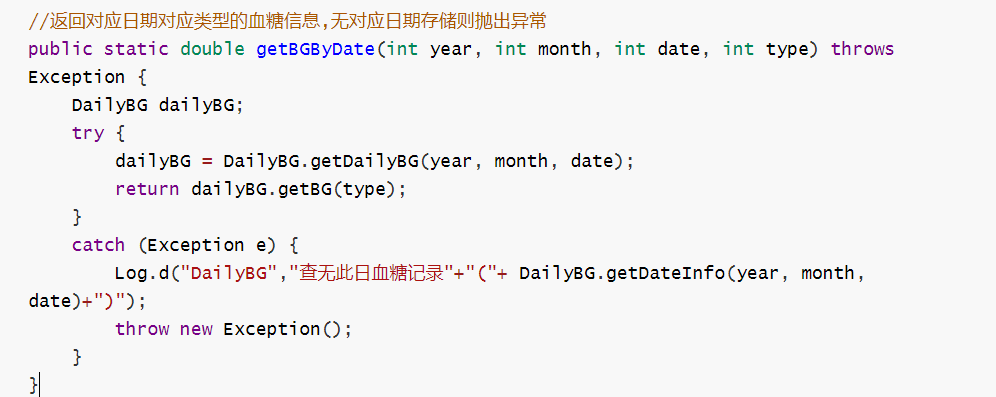 //返回对应日期对应类型的血糖信息,无对应日期存储则抛出异常
public static double getBGByDate(int year, int month, int date, int type) throws
Exception {
    DailyBG dailyBG;
    try {
        dailyBG = DailyBG.getDailyBG(year, month, date);
        return dailyBG.getBG(type);
    }
    catch (Exception e) {
        Log.d("DailyBG","查无此日血糖记录"+"("+ DailyBG.getDateInfo(year, month,
date)+")");
        throw new Exception();
    }
}